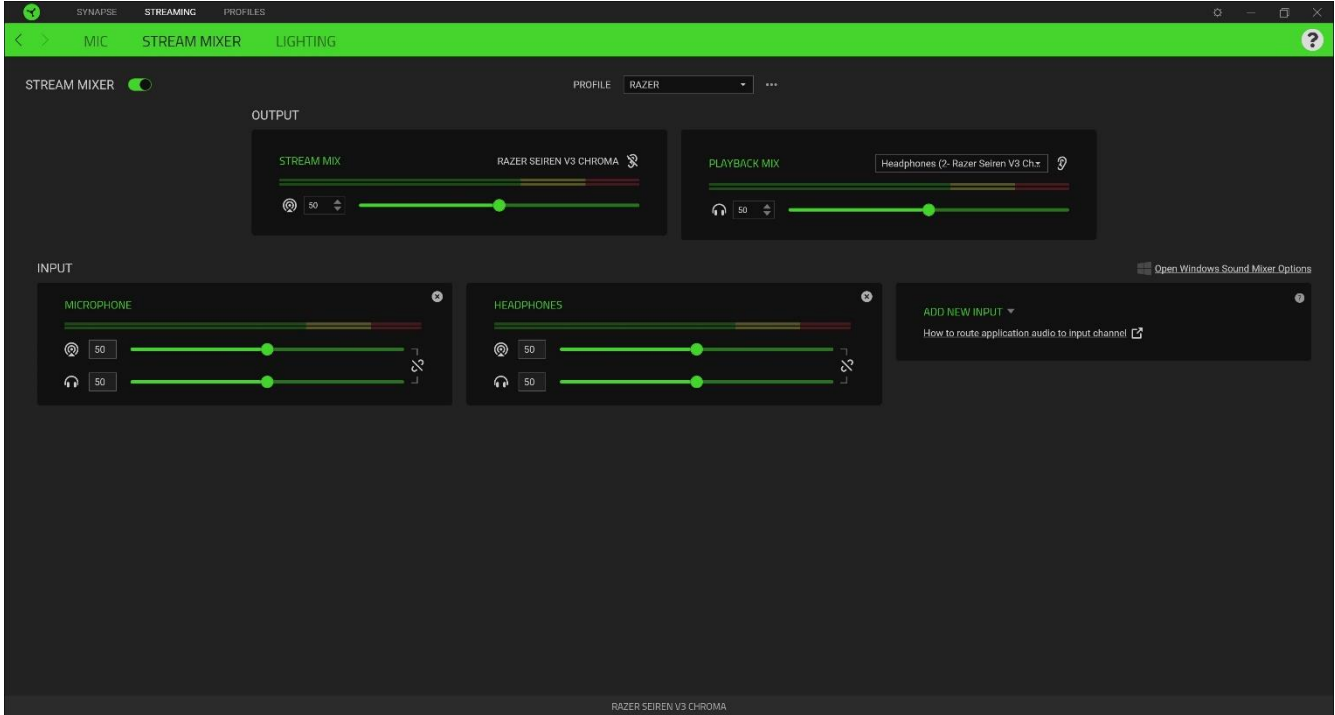 SYNAPSE STREAMING PROFILES
MIC STREAM MIXER LIGHTING ?
STREAM MIXER PROFILE RAZER
OUTPUT
STREAM MIX RAZER SEIREN V3 CHROMA
50
PLAYBACK MIX Headphones (2- Razer Seiren V3 Ch...
50
INPUT Open Windows Sound Mixer Options
MICROPHONE
50
50
HEADPHONES
50
50
ADD NEW INPUT ?
How to route application audio to input channel
RAZER SEIREN V3 CHROMA